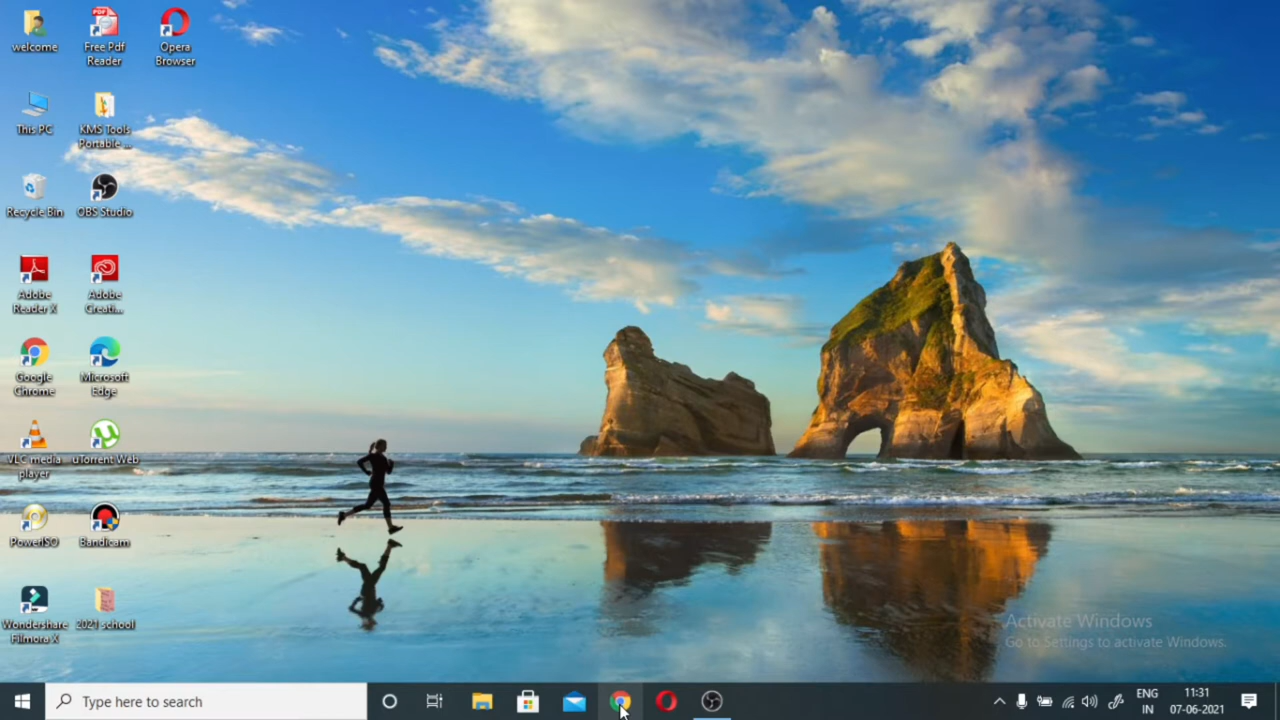 welcome
Free Pdf
Reader
Opera
Browser
This PC
KMS Tools
Portable ...
Recycle Bin
OBS Studio
Adobe
Reader X
Adobe
Creati...
Google
Chrome
Microsoft
Edge
VLC media
player
uTorrent Web
PowerISO
Bandicam
Wondershare
Filmora X
2021 school
Activate Windows
Go to Settings to activate Windows.
Type here to search
ENG
IN
11:31
07-06-2021